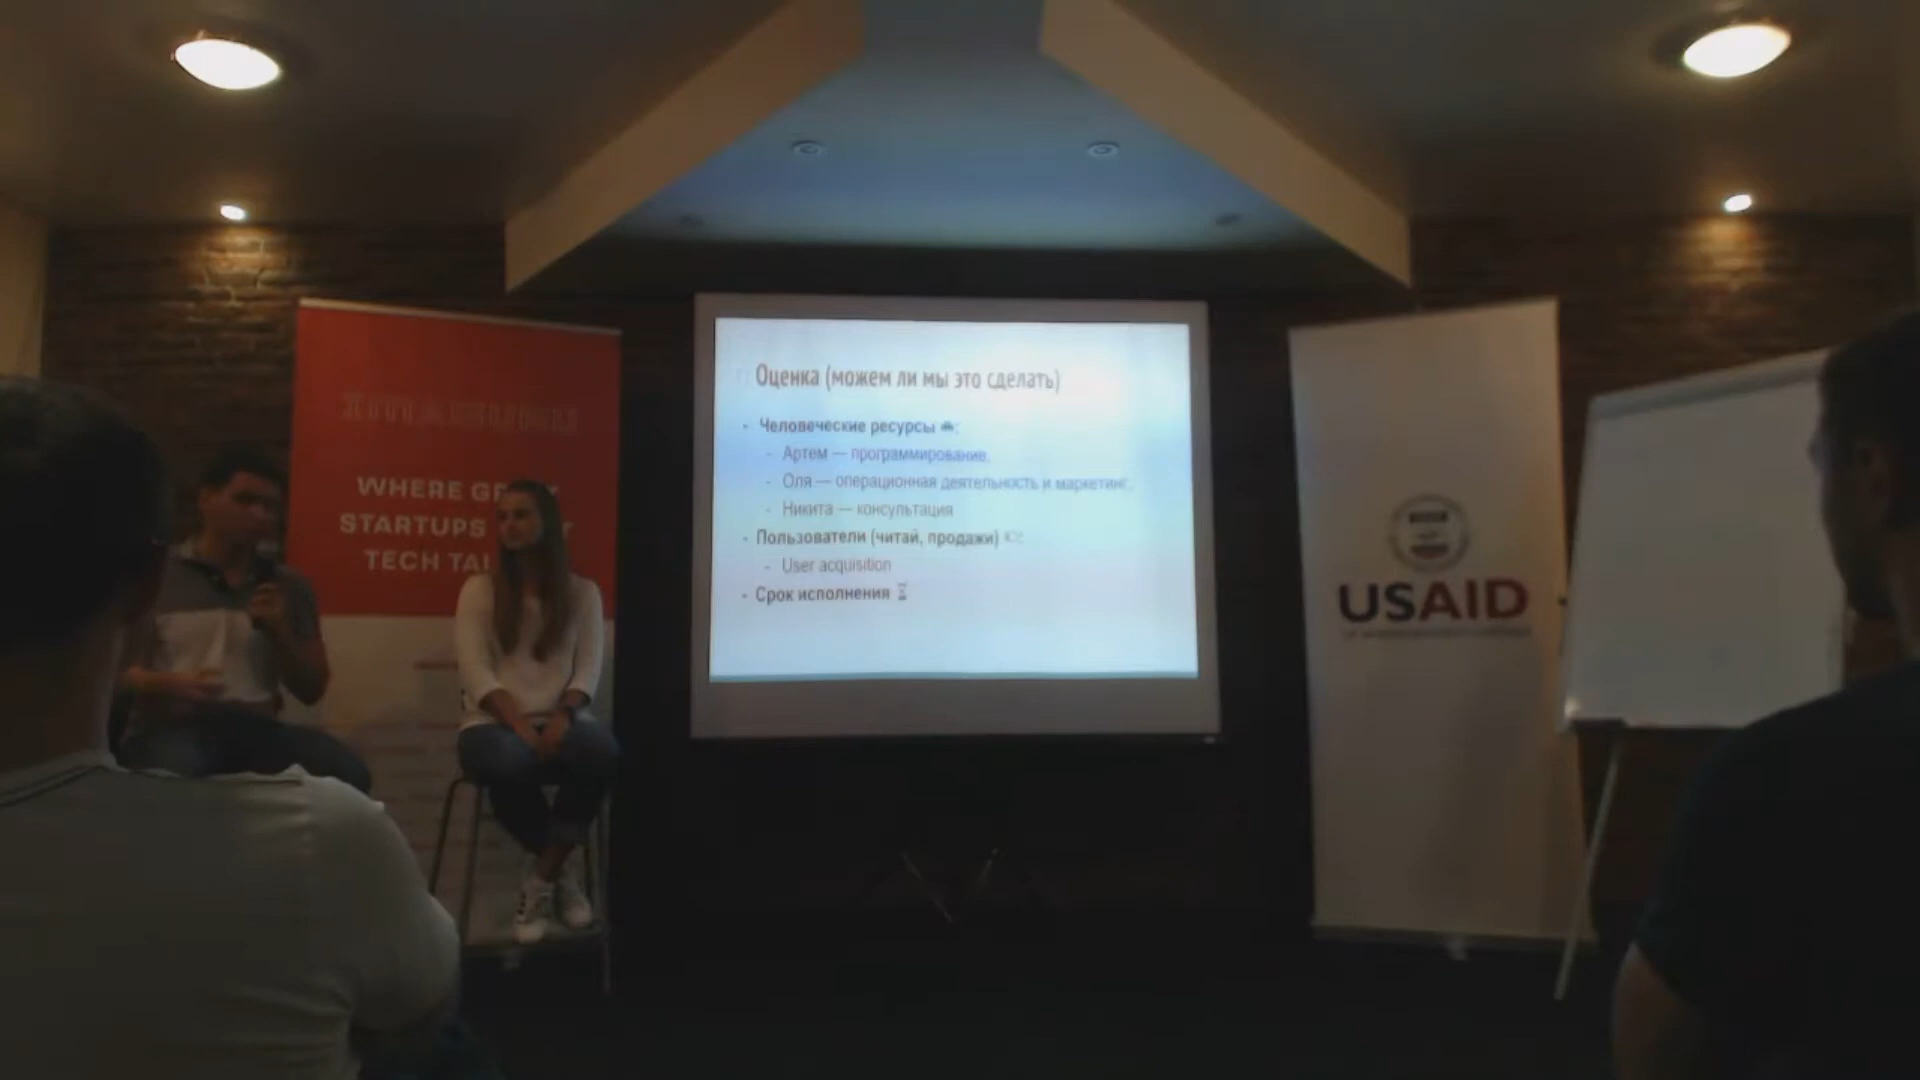 WHERE
STARTUPS
TECH
Оценка (можем ли мы это сделать)
- Человеческие ресурсы :
- Артем — программирование,
- Оля — операционная деятельность и маркетинг,
- Никита — консультация
- Пользователи (читай, продажи) :
- User acquisition
- Срок исполнения ⌛
USAID